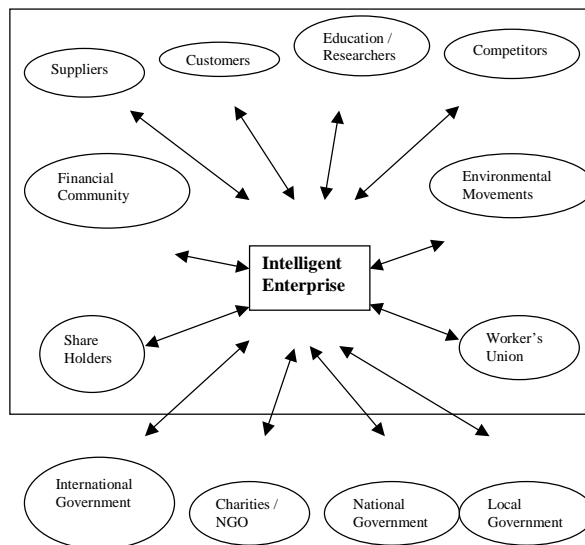 Suppliers
Customers
Education /
Researchers
Competitors
Financial
Community
Environmental
Movements
Intelligent
Enterprise
Share
Holders
Worker's
Union
International
Government
Charities /
NGO
National
Government
Local
Government